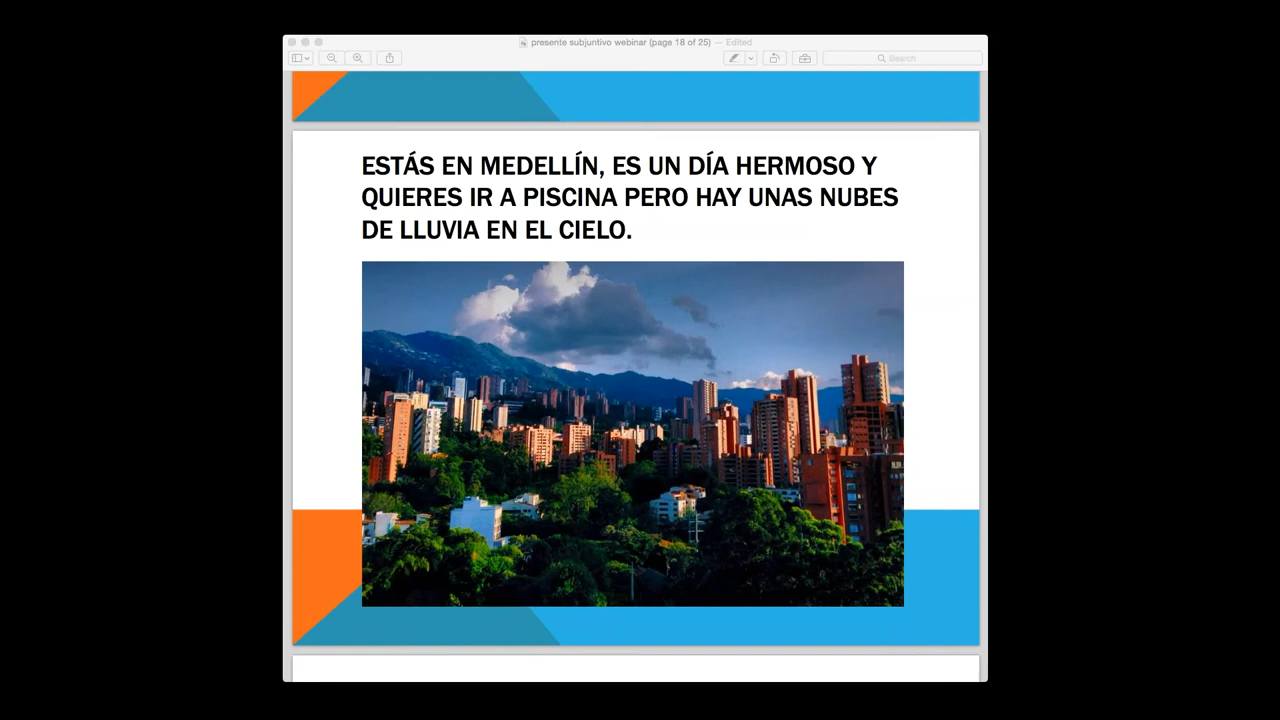 presente subjuntivo webinar (page 18 of 25) — Edited
Search
ESTÁS EN MEDELLÍN, ES UN DÍA HERMOSO Y
QUIERES IR A PISCINA PERO HAY UNAS NUBES
DE LLUVIA EN EL CIELO.